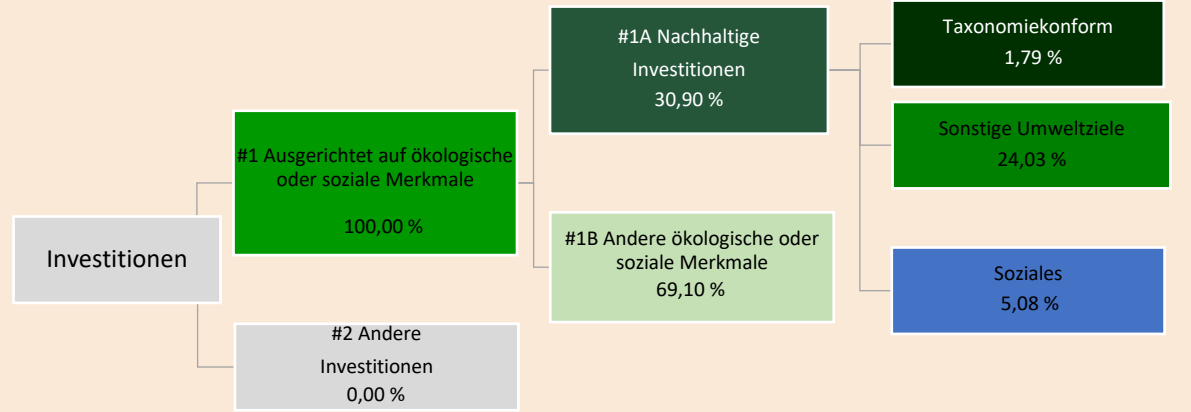 Investitionen
#1 Ausgerichtet auf ökologische
oder soziale Merkmale
100,00 %
#2 Andere
Investitionen
0,00 %
#1A Nachhaltige
Investitionen
30,90 %
#1B Andere ökologische oder
soziale Merkmale
69,10 %
Taxonomiekonform
1,79 %
Sonstige Umweltziele
24,03 %
Soziales
5,08 %